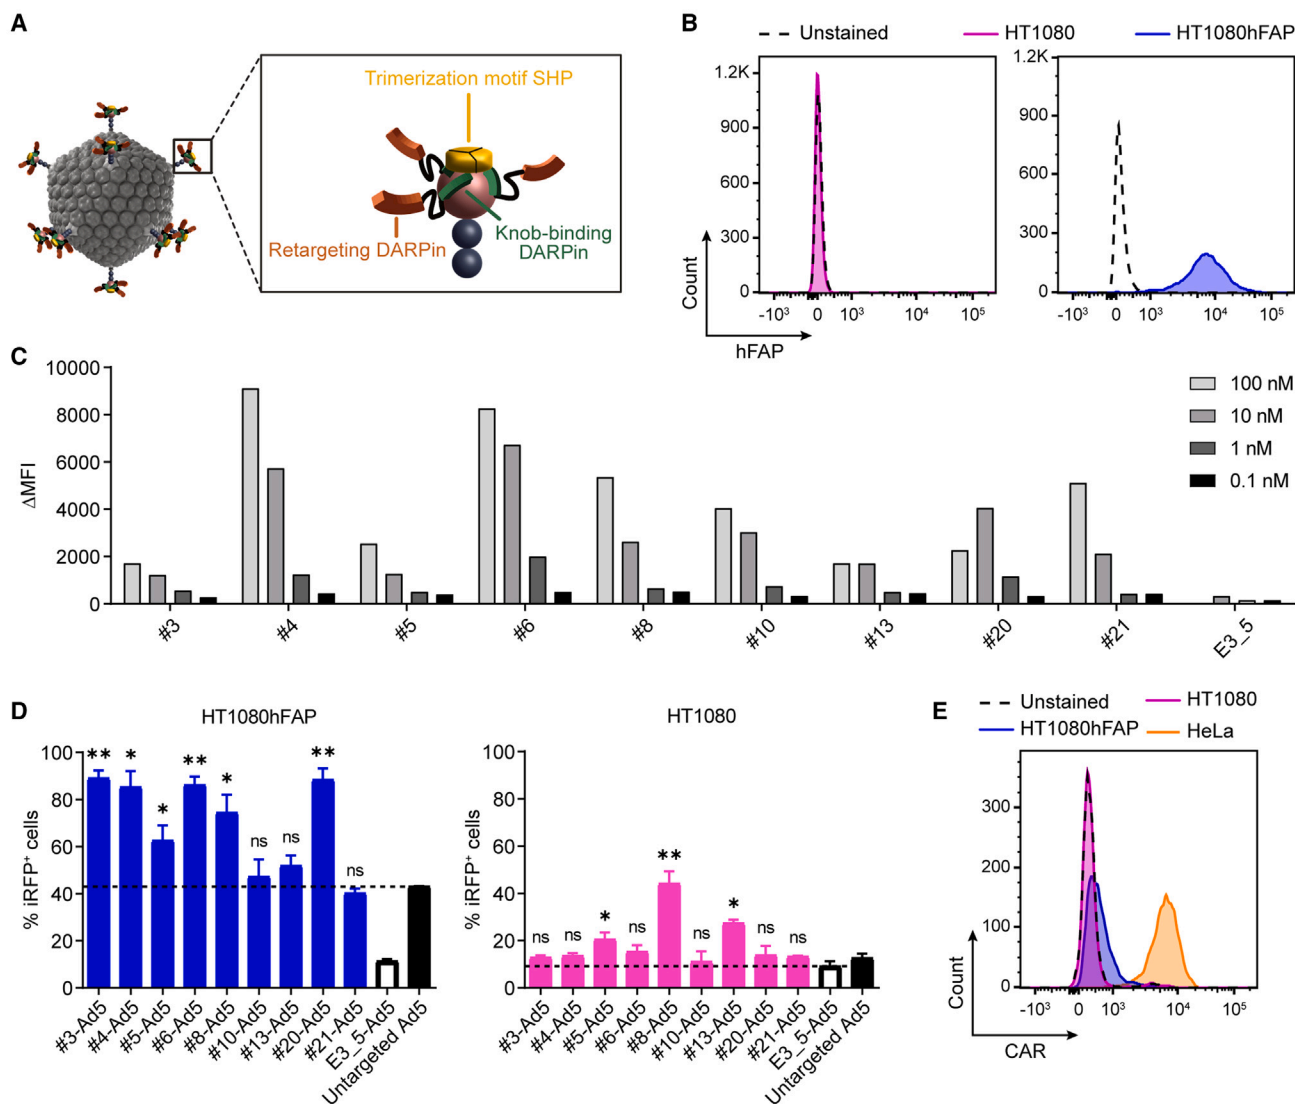 A
Trimerization motif SHP
Retargeting DARPin
Knob-binding
DARPin
B
Unstained
HT1080
HT1080hFAP
1.2K
900
600
300
0
-10³ 0 10³ 10⁴ 10⁵
1.2K
900
600
300
0
-10³ 0 10³ 10⁴ 10⁵
Count
hFAP
C
10000
8000
6000
4000
2000
0
ΔMFI
100 nM
10 nM
1 nM
0.1 nM
#3 #4 #5 #6 #8 #10 #13 #20 #21 E3_5
D
HT1080hFAP
% iRFP⁺ cells
100
80
60
40
20
0
** * * ** * ns ns ** ns
#3-Ad5
#4-Ad5
#5-Ad5
#6-Ad5
#8-Ad5
#10-Ad5
#13-Ad5
#20-Ad5
#21-Ad5
E3_5-Ad5
Untargeted Ad5
HT1080
% iRFP⁺ cells
100
80
60
40
20
0
ns ns * ns ** ns * ns ns
#3-Ad5
#4-Ad5
#5-Ad5
#6-Ad5
#8-Ad5
#10-Ad5
#13-Ad5
#20-Ad5
#21-Ad5
E3_5-Ad5
Untargeted Ad5
E
Unstained
HT1080
HT1080hFAP
HeLa
300
200
100
0
-10³ 0 10³ 10⁴ 10⁵
Count
CAR